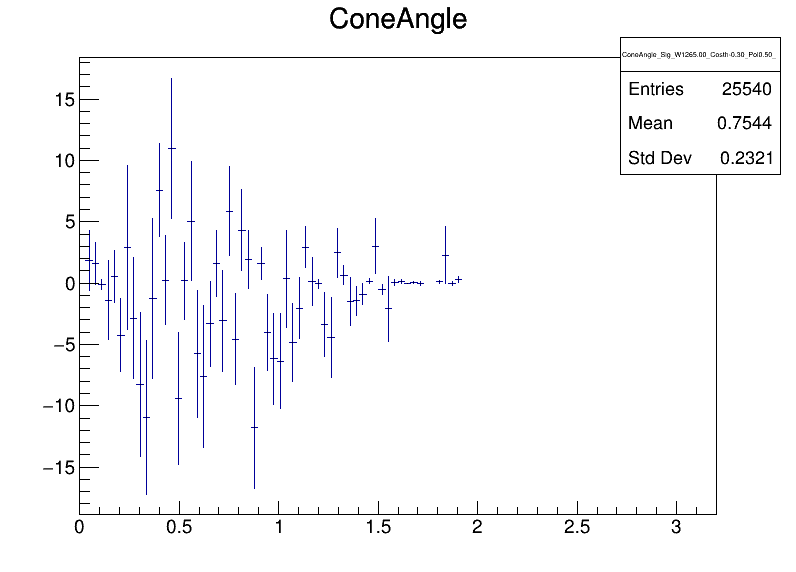 ConeAngle
ConeAngle_Sig_W1265.00_Costh-0.30_Pol0.50_
Entries 25540
Mean 0.7544
Std Dev 0.2321
15
10
5
0
−5
−10
−15
0 0.5 1 1.5 2 2.5 3